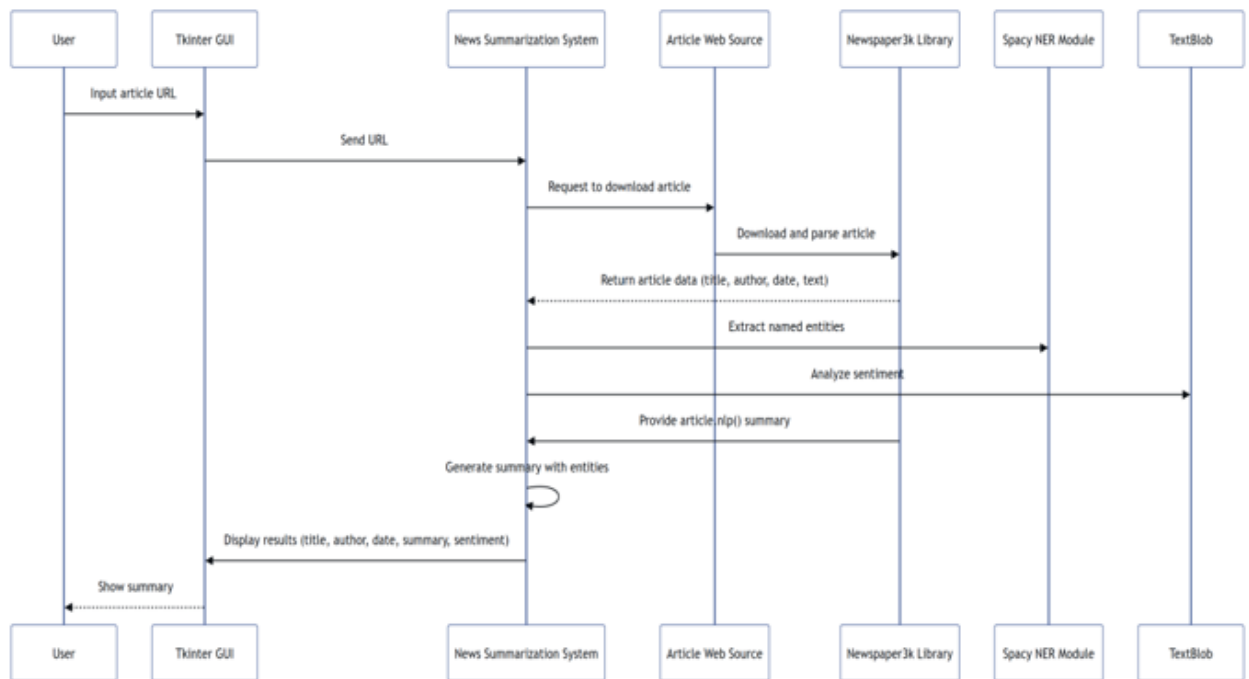 User
Tkinter GUI
News Summarization System
Article Web Source
Newspaper3k Library
Spacy NER Module
TextBlob
Input article URL
Send URL
Request to download article
Download and parse article
Return article data (title, author, date, text)
Extract named entities
Analyze sentiment
Provide article.nlp() summary
Generate summary with entities
Display results (title, author, date, summary, sentiment)
Show summary
User
Tkinter GUI
News Summarization System
Article Web Source
Newspaper3k Library
Spacy NER Module
TextBlob